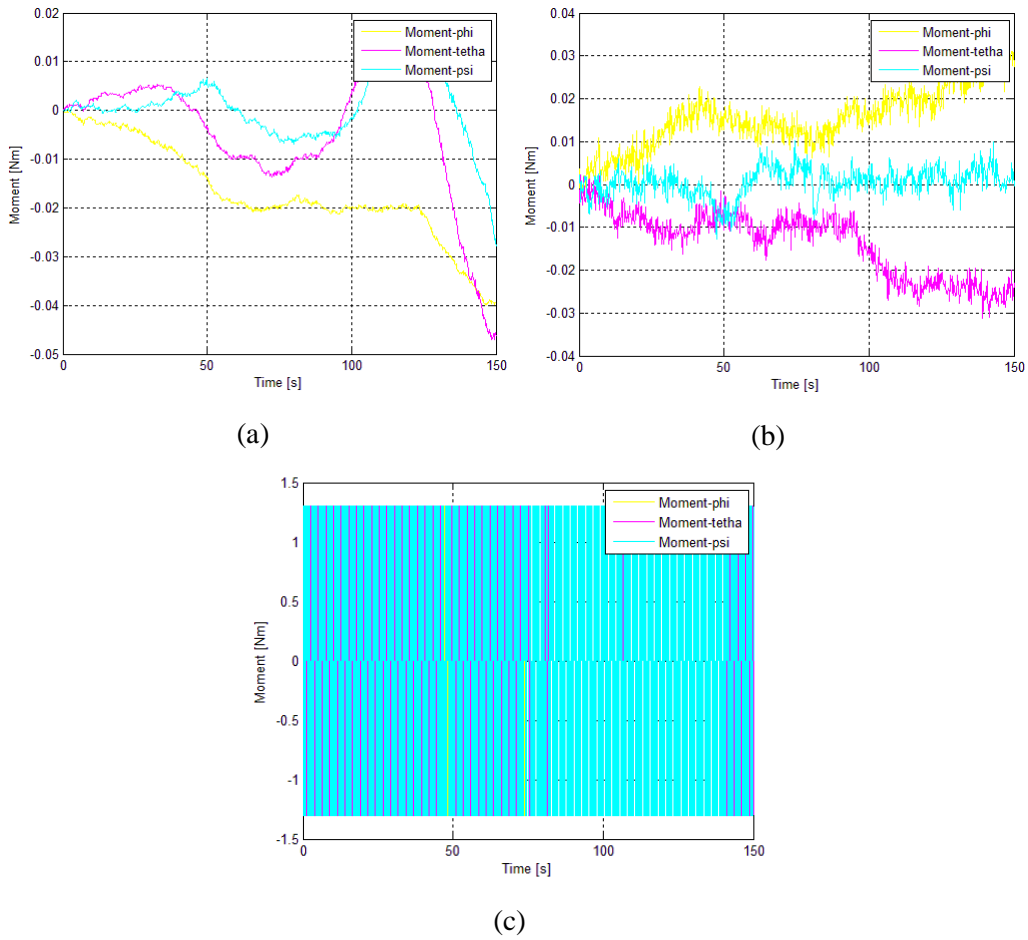 0.02
0.01
0
-0.01
-0.02
-0.03
-0.04
-0.05
Moment [Nm]
Moment-phi
Moment-tetha
Moment-psi
0
50
100
150
Time [s]
(a)
0.04
0.03
0.02
0.01
0
-0.01
-0.02
-0.03
-0.04
Moment [Nm]
Moment-phi
Moment-tetha
Moment-psi
0
50
100
150
Time [s]
(b)
1.5
1
0.5
0
-0.5
-1
-1.5
Moment [Nm]
Moment-phi
Moment-tetha
Moment-psi
0
50
100
150
Time [s]
(c)